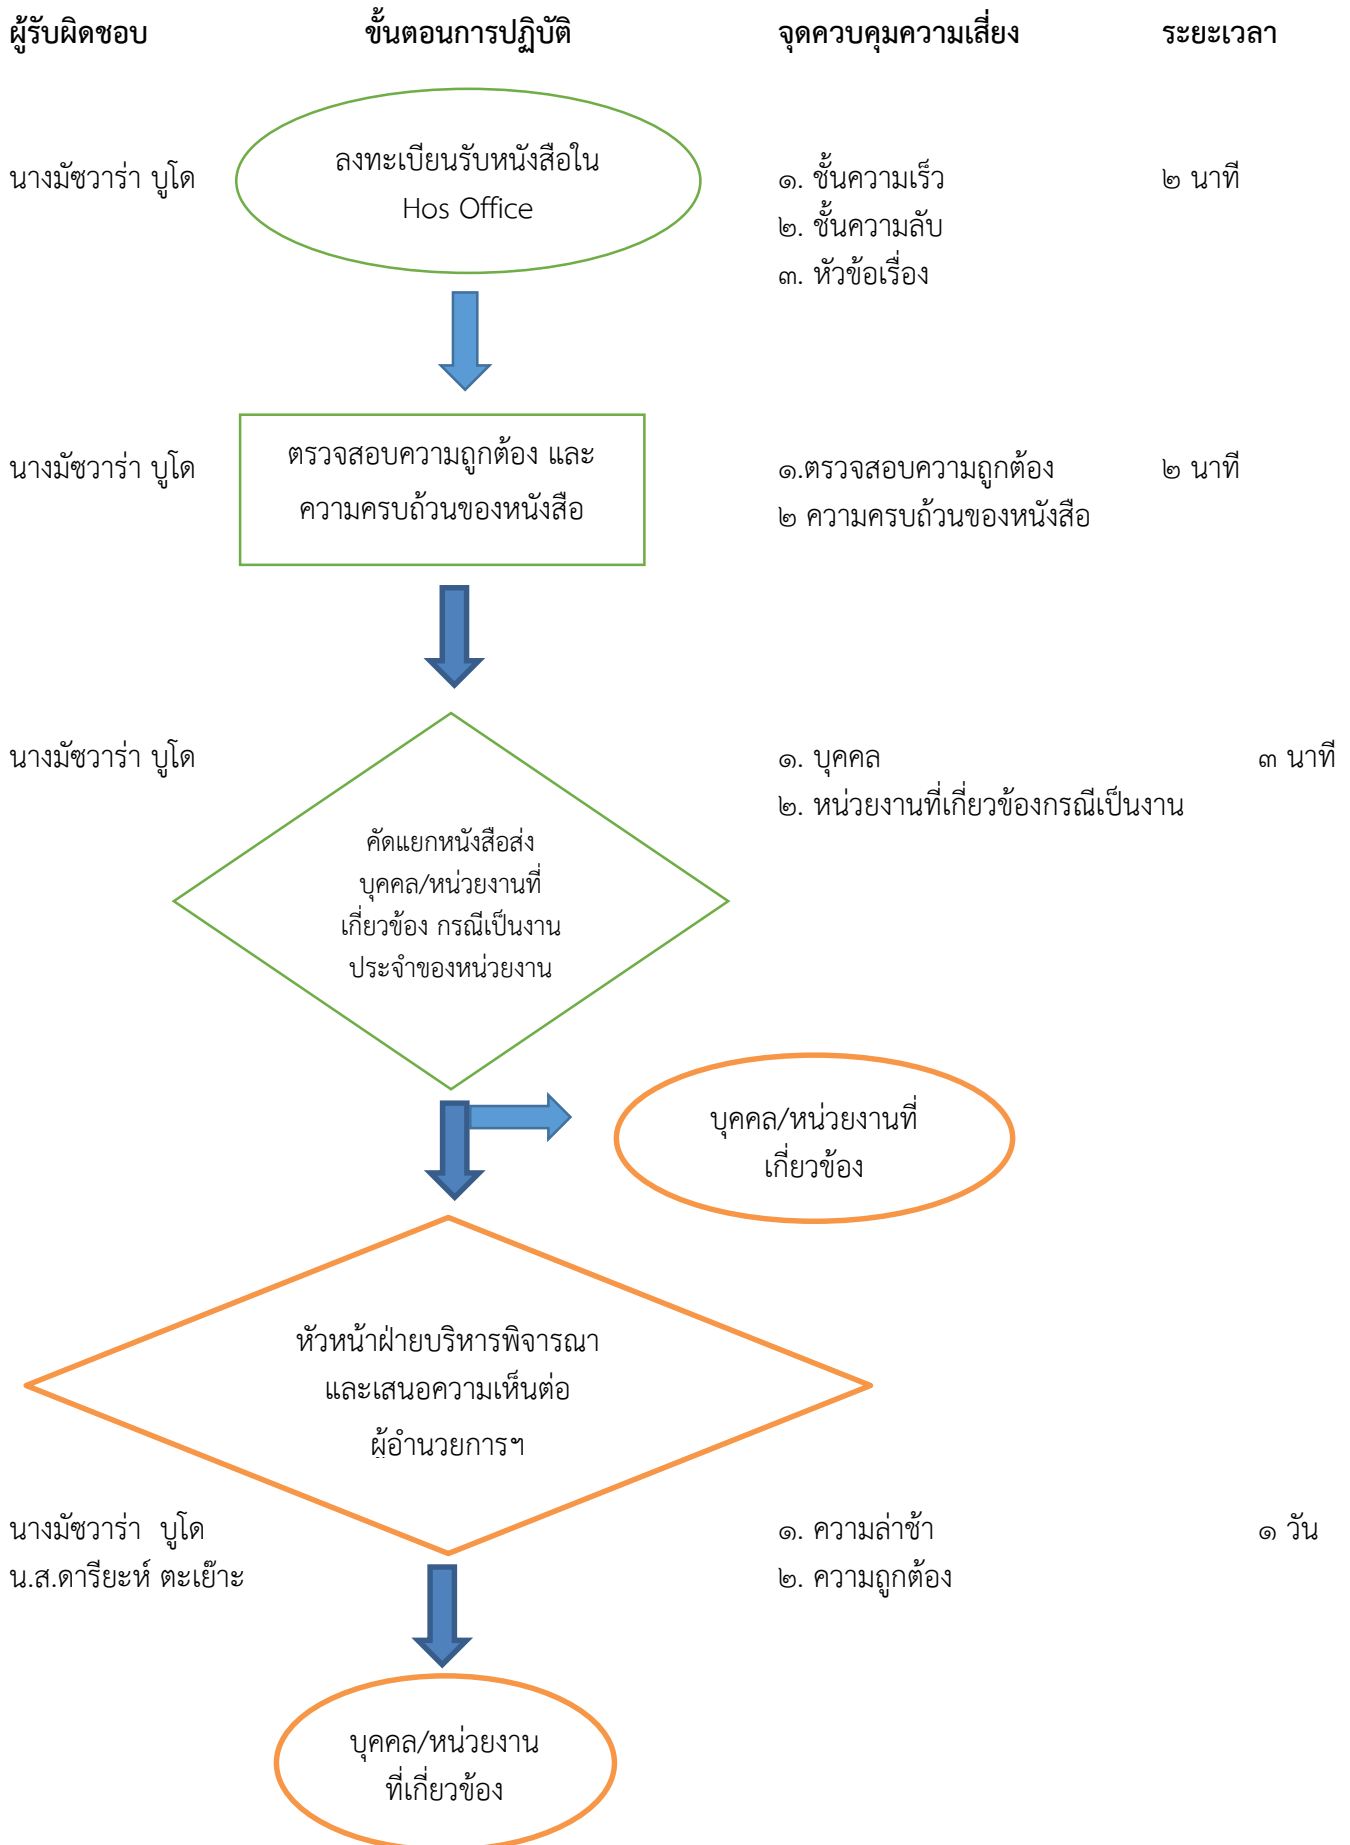 ผู้รับผิดชอบ ขั้นตอนการปฏิบัติ จุดควบคุมความเสี่ยง ระยะเวลา
นางมัซวาร่า บูโด
ลงทะเบียนรับหนังสือใน
Hos Office
๑. ชั้นความเร็ว ๒ นาที
๒. ชั้นความลับ
๓. หัวข้อเรื่อง
นางมัซวาร่า บูโด
ตรวจสอบความถูกต้อง และ
ความครบถ้วนของหนังสือ
๑.ตรวจสอบความถูกต้อง ๒ นาที
๒ ความครบถ้วนของหนังสือ
นางมัซวาร่า บูโด
๑. บุคคล ๓ นาที
๒. หน่วยงานที่เกี่ยวข้องกรณีเป็นงาน
คัดแยกหนังสือส่ง
บุคคล/หน่วยงานที่
เกี่ยวข้อง กรณีเป็นงาน
ประจำของหน่วยงาน
บุคคล/หน่วยงานที่
เกี่ยวข้อง
หัวหน้าฝ่ายบริหารพิจารณา
และเสนอความเห็นต่อ
ผู้อำนวยการฯ
นางมัซวาร่า บูโด ๑. ความล่าช้า ๑ วัน
น.ส.ดารียะห์ ตะเย๊าะ ๒. ความถูกต้อง
บุคคล/หน่วยงาน
ที่เกี่ยวข้อง